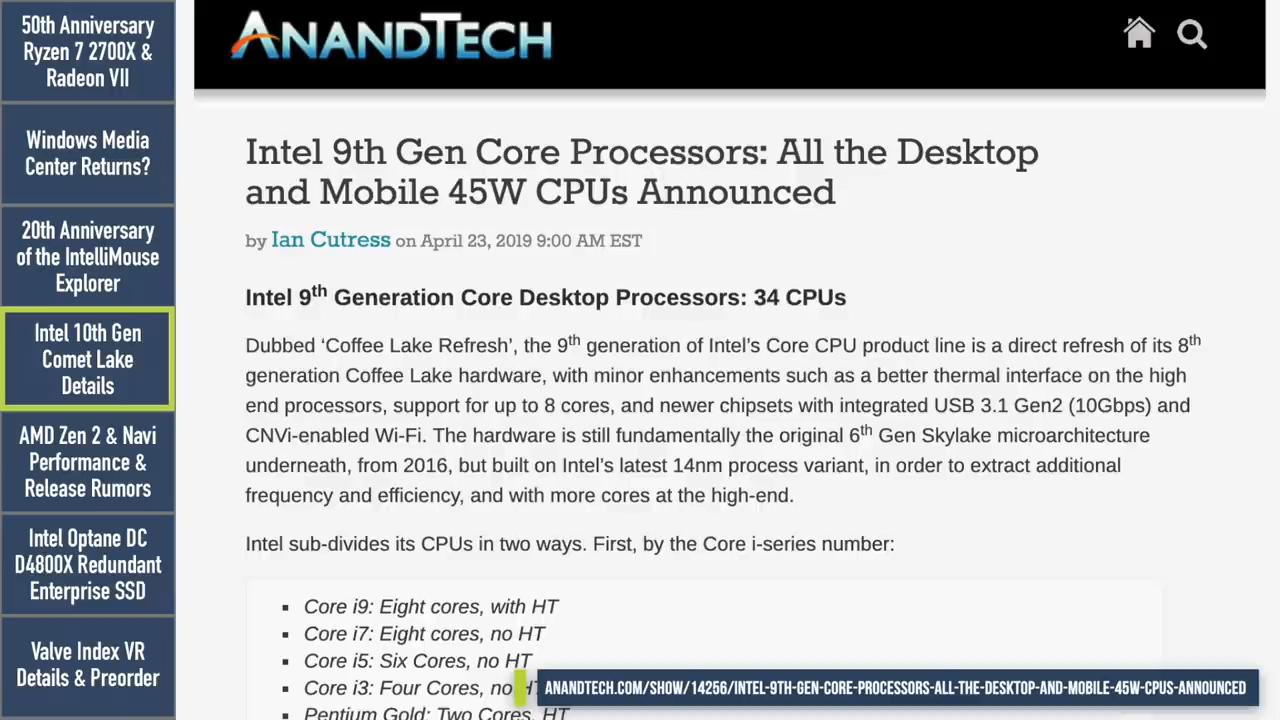 50th Anniversary
Ryzen 7 2700X &
Radeon VII
Windows Media
Center Returns?
20th Anniversary
of the IntelliMouse
Explorer
Intel 10th Gen
Comet Lake
Details
AMD Zen 2 & Navi
Performance &
Release Rumors
Intel Optane DC
D4800X Redundant
Enterprise SSD
Valve Index VR
Details & Preorder
ANANDTECH
Intel 9th Gen Core Processors: All the Desktop
and Mobile 45W CPUs Announced
by Ian Cutress on April 23, 2019 9:00 AM EST
Intel 9th Generation Core Desktop Processors: 34 CPUs
Dubbed ‘Coffee Lake Refresh’, the 9th generation of Intel’s Core CPU product line is a direct refresh of its 8th
generation Coffee Lake hardware, with minor enhancements such as a better thermal interface on the high
end processors, support for up to 8 cores, and newer chipsets with integrated USB 3.1 Gen2 (10Gbps) and
CNVi-enabled Wi-Fi. The hardware is still fundamentally the original 6th Gen Skylake microarchitecture
underneath, from 2016, but built on Intel’s latest 14nm process variant, in order to extract additional
frequency and efficiency, and with more cores at the high-end.
Intel sub-divides its CPUs in two ways. First, by the Core i-series number:
▪ Core i9: Eight cores, with HT
▪ Core i7: Eight cores, no HT
▪ Core i5: Six Cores, no HT
▪ Core i3: Four Cores, no HT
▪ Pentium Gold: Two Cores, HT
ANANDTECH.COM/SHOW/14256/INTEL-9TH-GEN-CORE-PROCESSORS-ALL-THE-DESKTOP-AND-MOBILE-45W-CPUS-ANNOUNCED